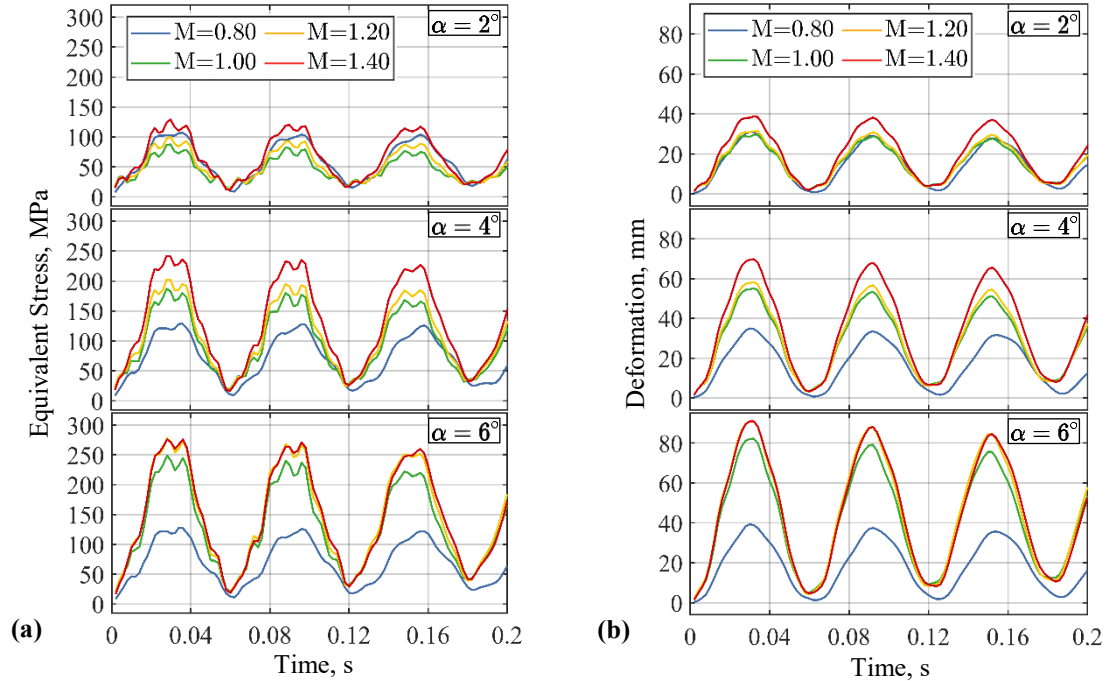 300
250
200
150
100
50
0
α = 2°
M=0.80 M=1.20
M=1.00 M=1.40
300
250
200
150
100
50
0
α = 4°
300
250
200
150
100
50
0
α = 6°
Equivalent Stress, MPa
0 0.04 0.08 0.12 0.16 0.2
Time, s
(a)
80
60
40
20
0
α = 2°
M=0.80 M=1.20
M=1.00 M=1.40
80
60
40
20
0
α = 4°
80
60
40
20
0
α = 6°
Deformation, mm
0 0.04 0.08 0.12 0.16 0.2
Time, s
(b)